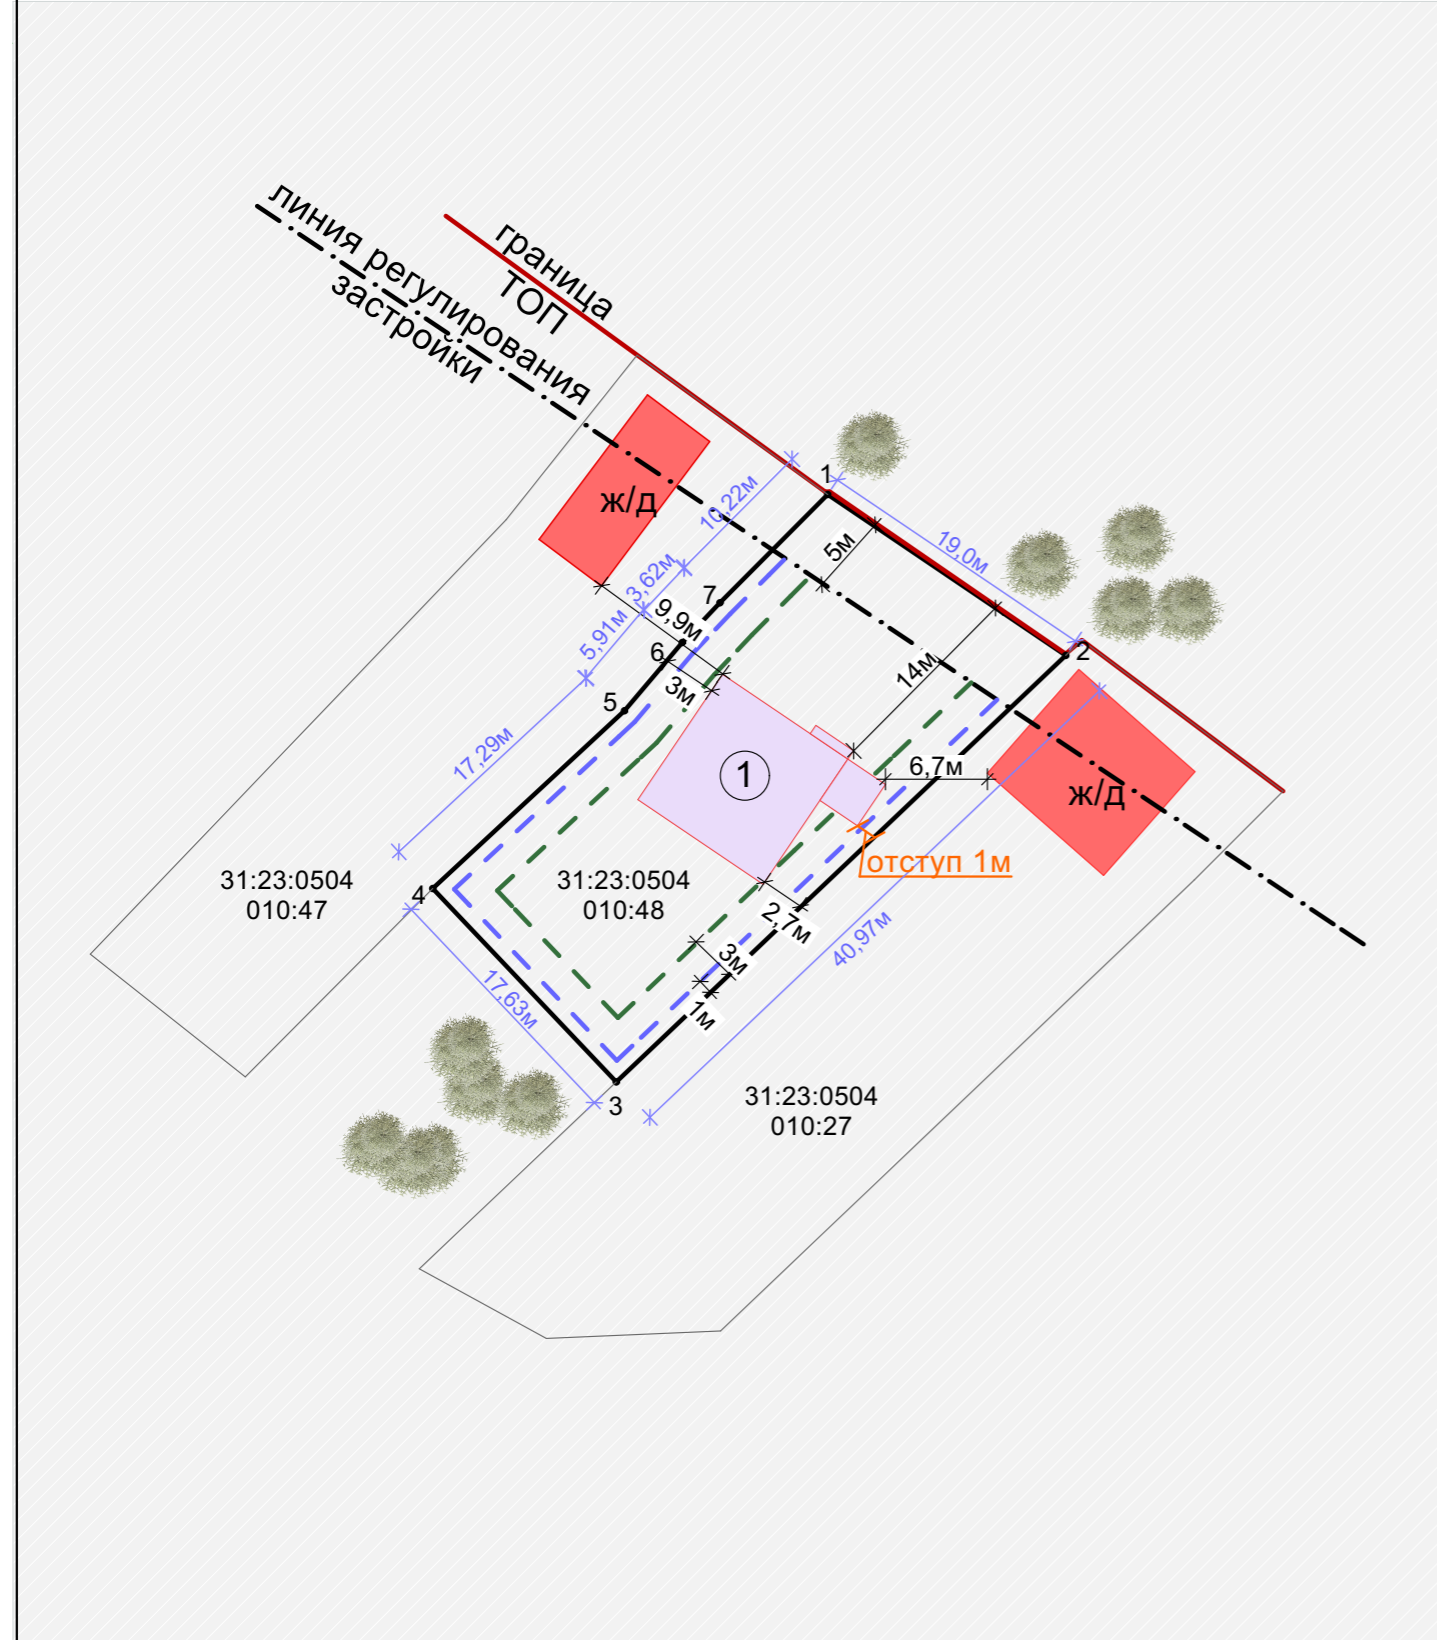 линия регулирования
застройки
граница
ТОП
1
ж/д
10,22м
5м
19,0м
3,62м
7
9,9м
5,91м
6
2
3м
14м
5
17,29м
1
6,7м
ж/д
отступ 1м
31:23:0504
010:47
4
31:23:0504
010:48
2,7м
40,97м
3м
17,63м
1м
3
31:23:0504
010:27